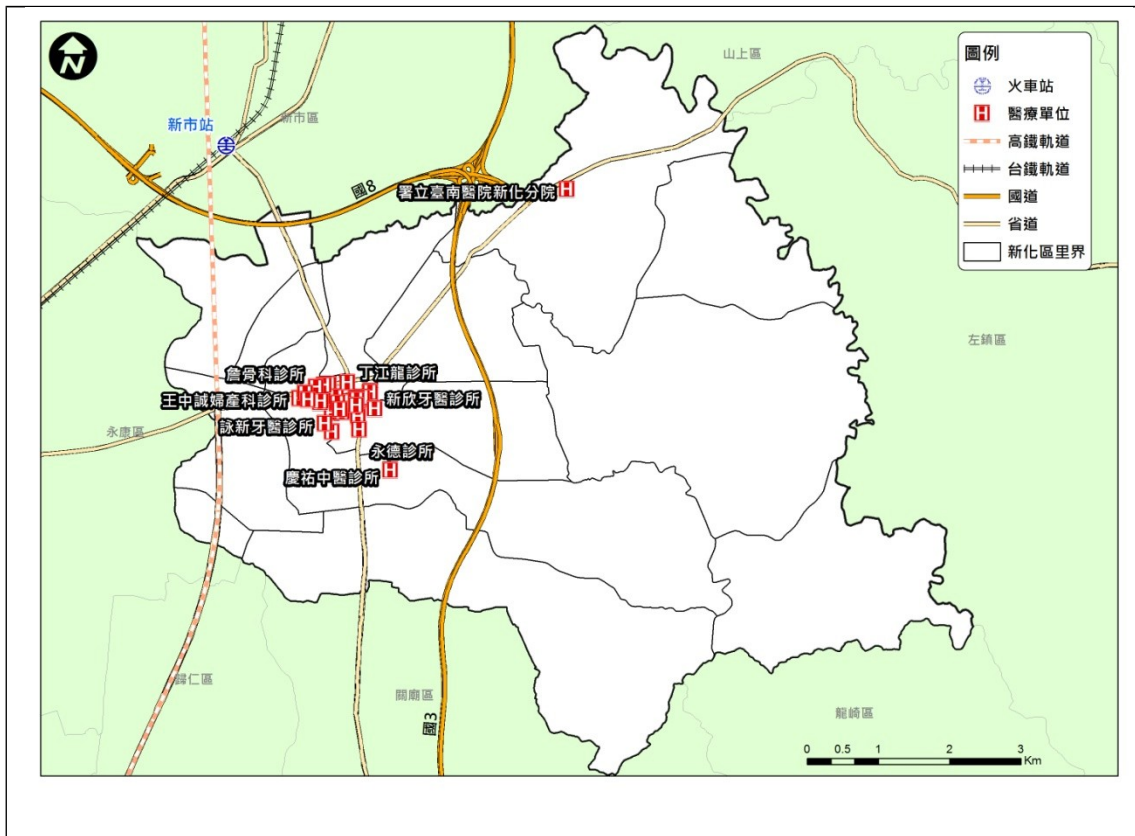 N
山上區
圖例
火車站
醫療單位
高鐵軌道
台鐵軌道
國道
省道
新化區里界
新市站
新市區
國8
署立臺南醫院新化分院
左鎮區
詹骨科診所
丁江龍診所
王中誠婦產科診所
新欣牙醫診所
詠新牙醫診所
永康區
永德診所
慶祐中醫診所
歸仁區
關廟區
國3
龍崎區
0 0.5 1 2 3
Km